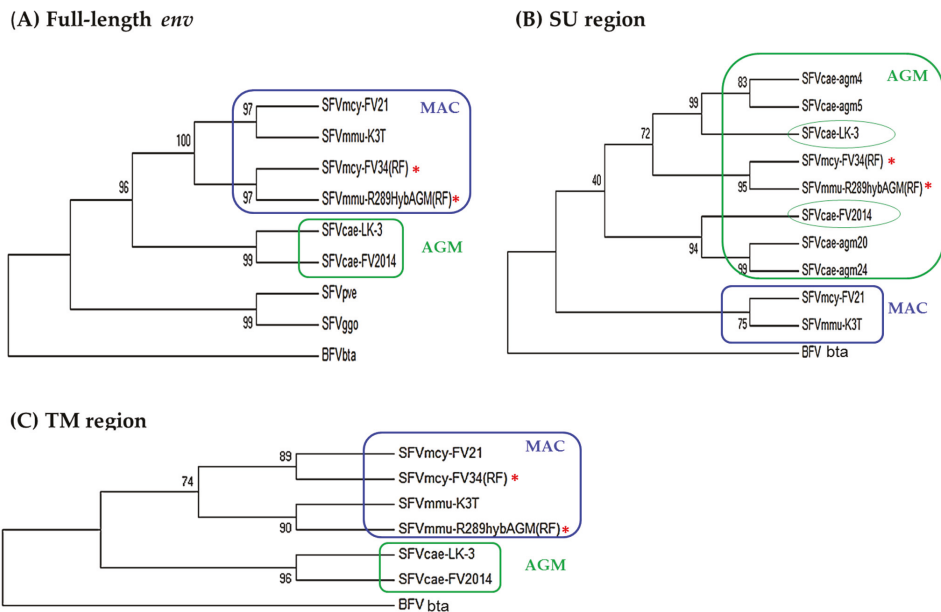 (A) Full-length env
SFVmcy-FV21
MAC
97
SFVmmu-K3T
100
SFVmcy-FV34(RF) *
97
SFVmmu-R289HybAGM(RF)*
96
SFVcae-LK-3
AGM
99
SFVcae-FV2014
SFVpve
99
SFVggo
BFVbta
(B) SU region
AGM
SFVcae-agm4
83
SFVcae-agm5
99
SFVcae-LK-3
72
SFVmcy-FV34(RF) *
95
SFVmmu-R289hybAGM(RF)*
40
SFVcae-FV2014
94
SFVcae-agm20
99
SFVcae-agm24
SFVmcy-FV21
MAC
75
SFVmmu-K3T
BFV bta
(C) TM region
MAC
SFVmcy-FV21
89
SFVmcy-FV34(RF) *
74
SFVmmu-K3T
90
SFVmmu-R289hybAGM(RF)*
SFVcae-LK-3
AGM
96
SFVcae-FV2014
BFV bta